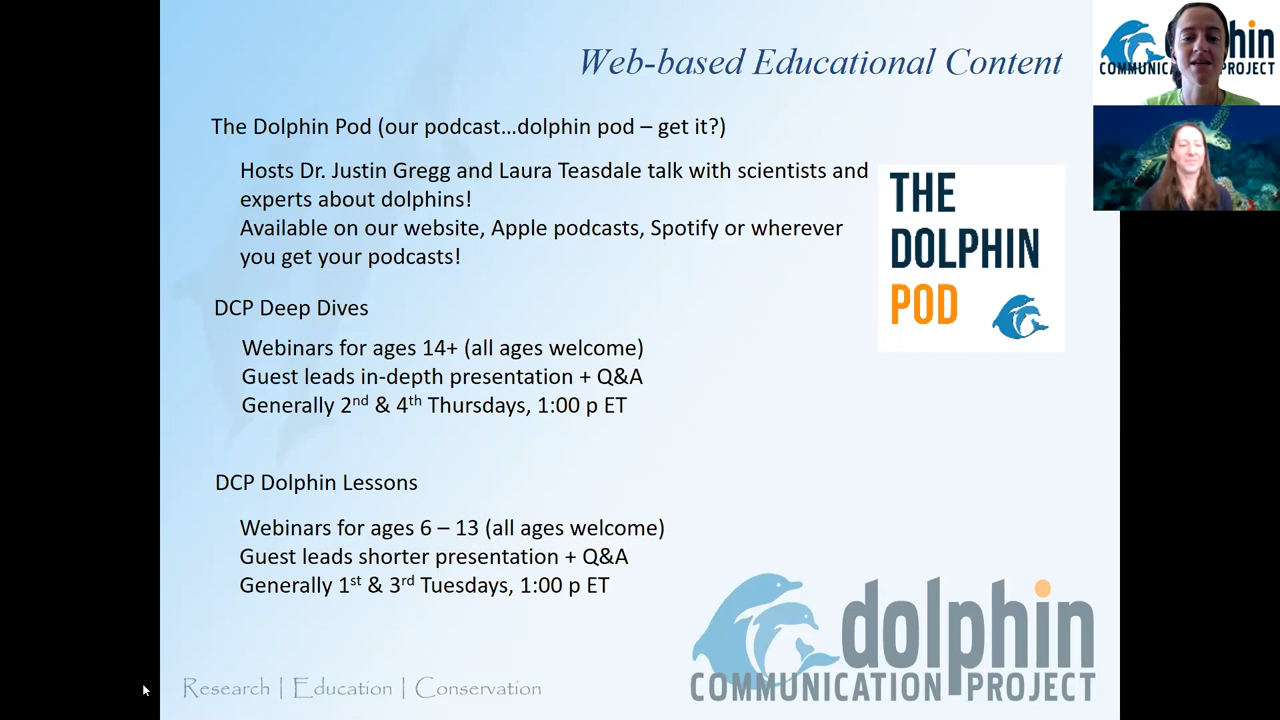 Web-based Educational Content
The Dolphin Pod (our podcast…dolphin pod – get it?)
Hosts Dr. Justin Gregg and Laura Teasdale talk with scientists and
experts about dolphins!
Available on our website, Apple podcasts, Spotify or wherever
you get your podcasts!
THE
DOLPHIN
POD
DCP Deep Dives
Webinars for ages 14+ (all ages welcome)
Guest leads in-depth presentation + Q&A
Generally 2nd & 4th Thursdays, 1:00 p ET
DCP Dolphin Lessons
Webinars for ages 6 – 13 (all ages welcome)
Guest leads shorter presentation + Q&A
Generally 1st & 3rd Tuesdays, 1:00 p ET
Research | Education | Conservation
dolphin
COMMUNICATION PROJECT
PROJECT